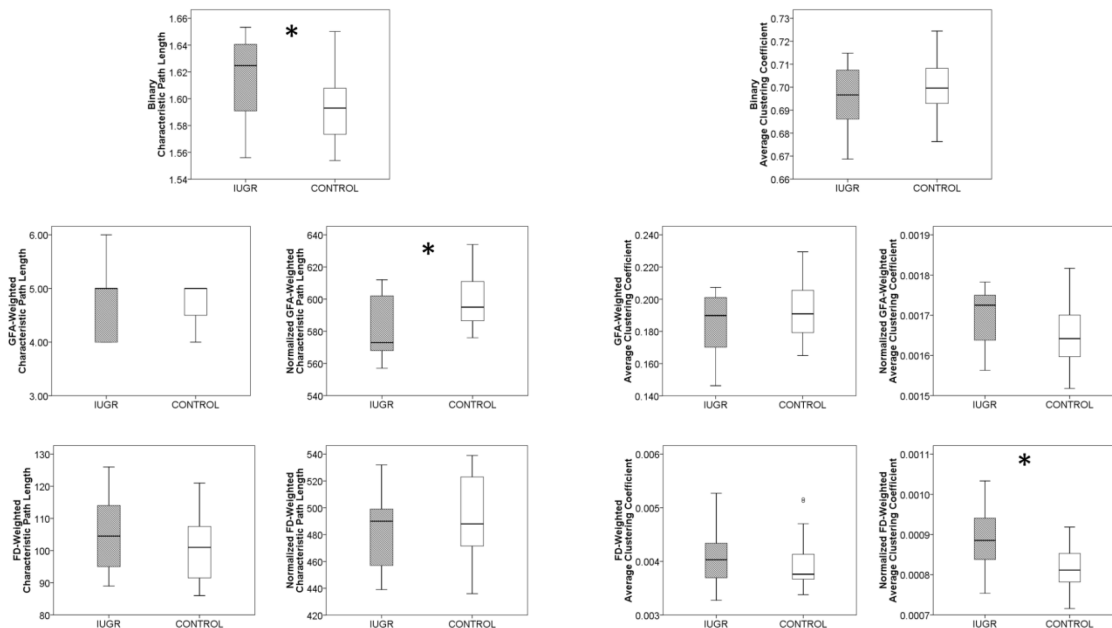 Binary
Characteristic Path Length
1.66
1.64
1.62
1.60
1.58
1.56
1.54
*
IUGR
CONTROL
Binary
Average Clustering Coefficient
0.73
0.72
0.71
0.70
0.69
0.68
0.67
0.66
IUGR
CONTROL
GFA-Weighted
Characteristic Path Length
6.00
5.00
4.00
3.00
IUGR
CONTROL
Normalized GFA-Weighted
Characteristic Path Length
640
620
600
580
560
540
*
IUGR
CONTROL
GFA-Weighted
Average Clustering Coefficient
0.240
0.220
0.200
0.180
0.160
0.140
IUGR
CONTROL
Normalized GFA-Weighted
Average Clustering Coefficient
0.0019
0.0018
0.0017
0.0016
0.0015
IUGR
CONTROL
FD-Weighted
Characteristic Path Length
130
120
110
100
90
80
IUGR
CONTROL
Normalized FD-Weighted
Characteristic Path Length
540
520
500
480
460
440
420
IUGR
CONTROL
FD-Weighted
Average Clustering Coefficient
0.006
0.005
0.004
0.003
IUGR
CONTROL
Normalized FD-Weighted
Average Clustering Coefficient
0.0011
0.0010
0.0009
0.0008
0.0007
*
IUGR
CONTROL